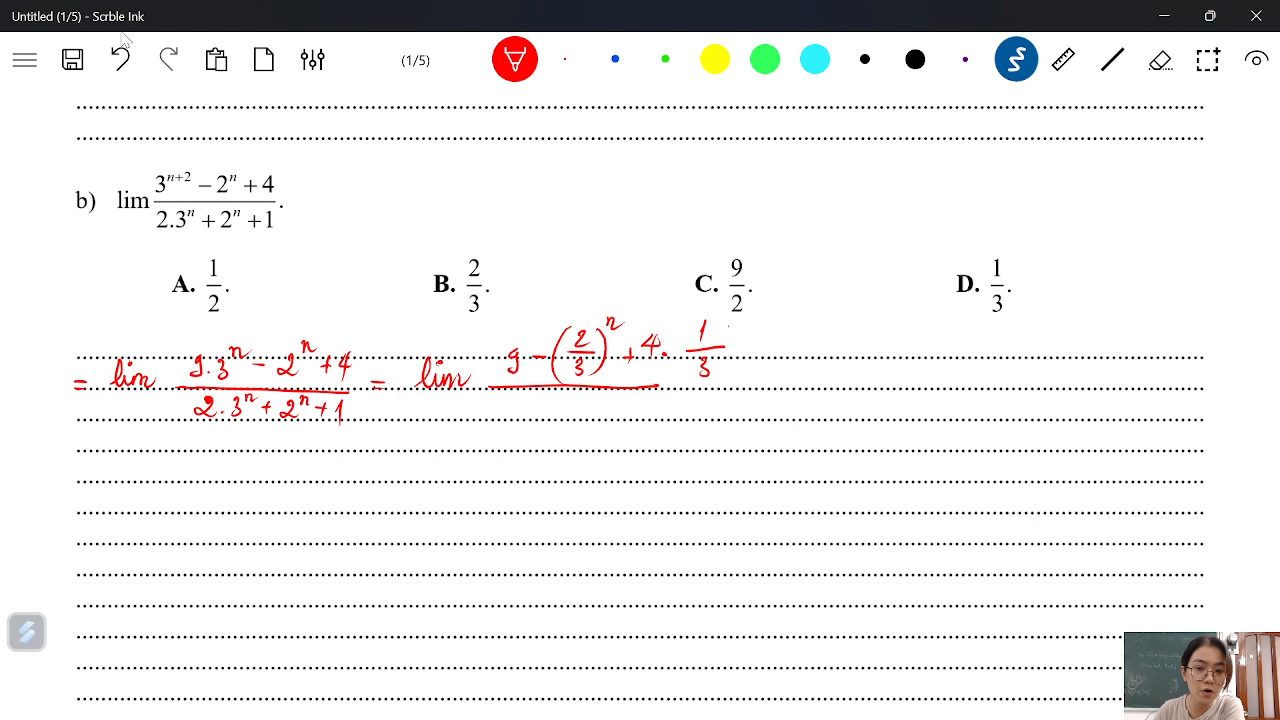 Untitled (1/5) - Scrble Ink
(1/5)
b) lim (3^{n+2} − 2^n + 4)/(2.3^n + 2^n + 1).
A. 1/2. B. 2/3. C. 9/2. D. 1/3.
= lim (9.3^n − 2^n + 4)/(2.3^n + 2^n + 1) = lim 9 − (2/3)^n + 4. 1/3